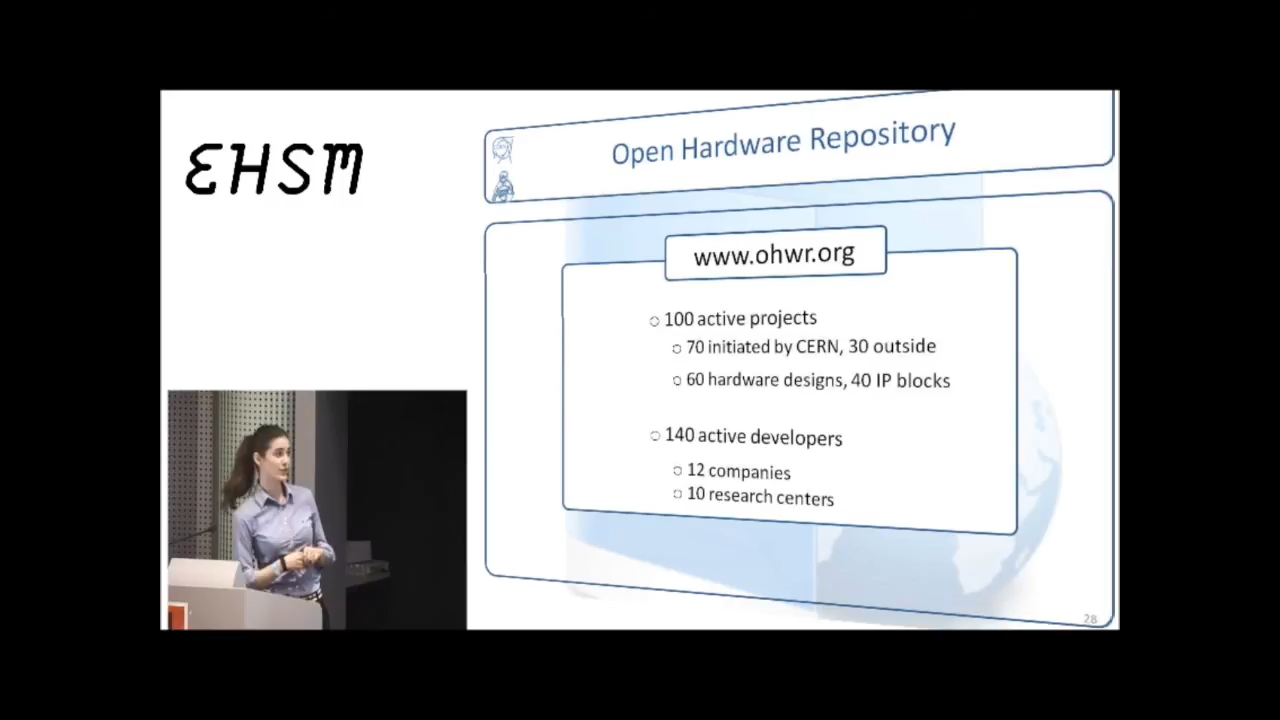 EHSM
Open Hardware Repository
www.ohwr.org
100 active projects
70 initiated by CERN, 30 outside
60 hardware designs, 40 IP blocks
140 active developers
12 companies
10 research centers
28